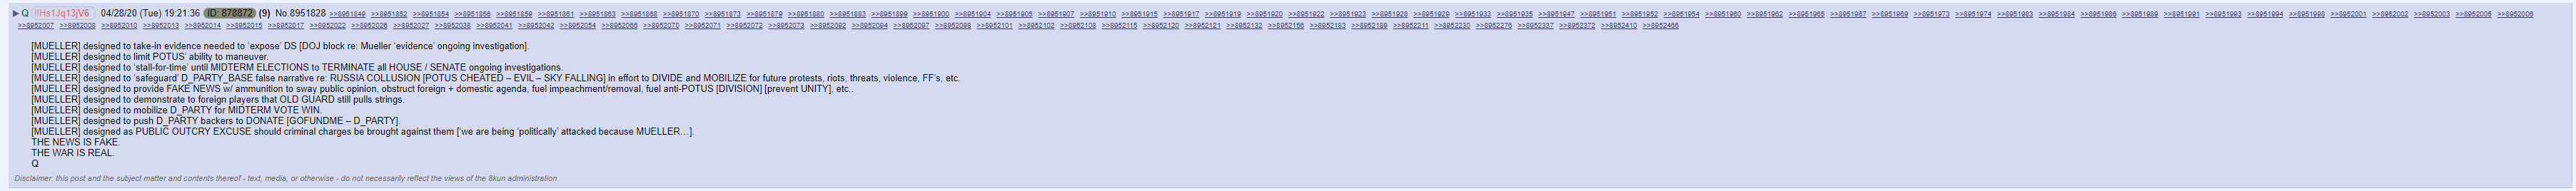 ▶ Q !!Hs1Jq13jV6 04/28/20 (Tue) 19:21:36 ID: 878872 (9) No.8951828 >>8951849 >>8951852 >>8951854 >>8951856 >>8951859 >>8951861 >>8951863 >>8951868 >>8951870 >>8951873 >>8951879 >>8951880 >>8951883 >>8951899 >>8951900 >>8951904 >>8951906 >>8951907 >>8951910 >>8951915 >>8951917 >>8951919 >>8951920 >>8951922 >>8951923 >>8951928 >>8951929 >>8951933 >>8951935 >>8951947 >>8951951 >>8951952 >>8951954 >>8951960 >>8951962 >>8951965 >>8951967 >>8951969 >>8951973 >>8951974 >>8951983 >>8951984 >>8951986 >>8951989 >>8951991 >>8951993 >>8951994 >>8951998 >>8952001 >>8952002 >>8952003 >>8952005 >>8952006
>>8952007 >>8952008 >>8952010 >>8952013 >>8952014 >>8952015 >>8952017 >>8952022 >>8952026 >>8952027 >>8952038 >>8952041 >>8952042 >>8952054 >>8952066 >>8952070 >>8952071 >>8952072 >>8952073 >>8952092 >>8952094 >>8952097 >>8952098 >>8952101 >>8952102 >>8952108 >>8952115 >>8952120 >>8952121 >>8952132 >>8952156 >>8952183 >>8952189 >>8952211 >>8952230 >>8952276 >>8952337 >>8952372 >>8952410 >>8952466
[MUELLER] designed to take-in evidence needed to 'expose' DS [DOJ block re: Mueller 'evidence' ongoing investigation].
[MUELLER] designed to limit POTUS' ability to maneuver.
[MUELLER] designed to 'stall-for-time' until MIDTERM ELECTIONS to TERMINATE all HOUSE / SENATE ongoing investigations.
[MUELLER] designed to 'safeguard' D_PARTY_BASE false narrative re: RUSSIA COLLUSION [POTUS CHEATED – EVIL – SKY FALLING] in effort to DIVIDE and MOBILIZE for future protests, riots, threats, violence, FF's, etc.
[MUELLER] designed to provide FAKE NEWS w/ ammunition to sway public opinion, obstruct foreign + domestic agenda, fuel impeachment/removal, fuel anti-POTUS [DIVISION] [prevent UNITY], etc..
[MUELLER] designed to demonstrate to foreign players that OLD GUARD still pulls strings.
[MUELLER] designed to mobilize D_PARTY for MIDTERM VOTE WIN.
[MUELLER] designed to push D_PARTY backers to DONATE [GOFUNDME – D_PARTY].
[MUELLER] designed as PUBLIC OUTCRY EXCUSE should criminal charges be brought against them ['we are being 'politically' attacked because MUELLER…].
THE NEWS IS FAKE.
THE WAR IS REAL.
Q
Disclaimer: this post and the subject matter and contents thereof - text, media, or otherwise - do not necessarily reflect the views of the 8kun administration.